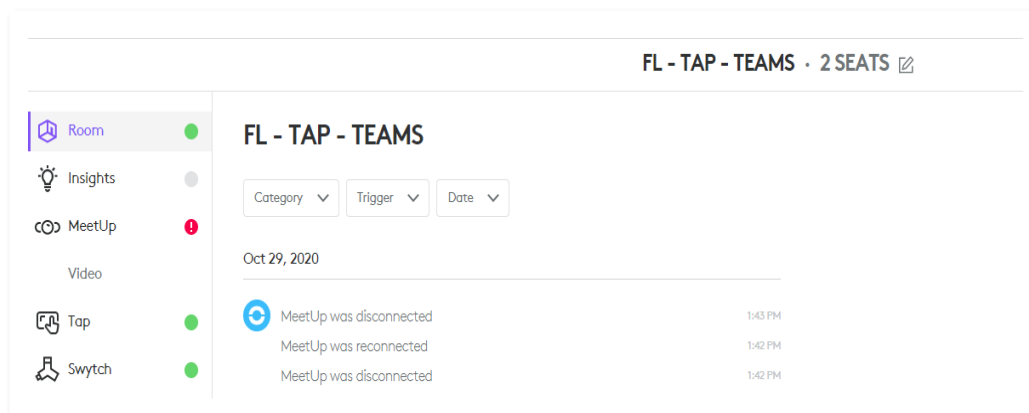 FL - TAP - TEAMS · 2 SEATS
Room
Insights
MeetUp
Video
Tap
Swytch
FL - TAP - TEAMS
Category
Trigger
Date
Oct 29, 2020
MeetUp was disconnected 1:43 PM
MeetUp was reconnected 1:42 PM
MeetUp was disconnected 1:42 PM